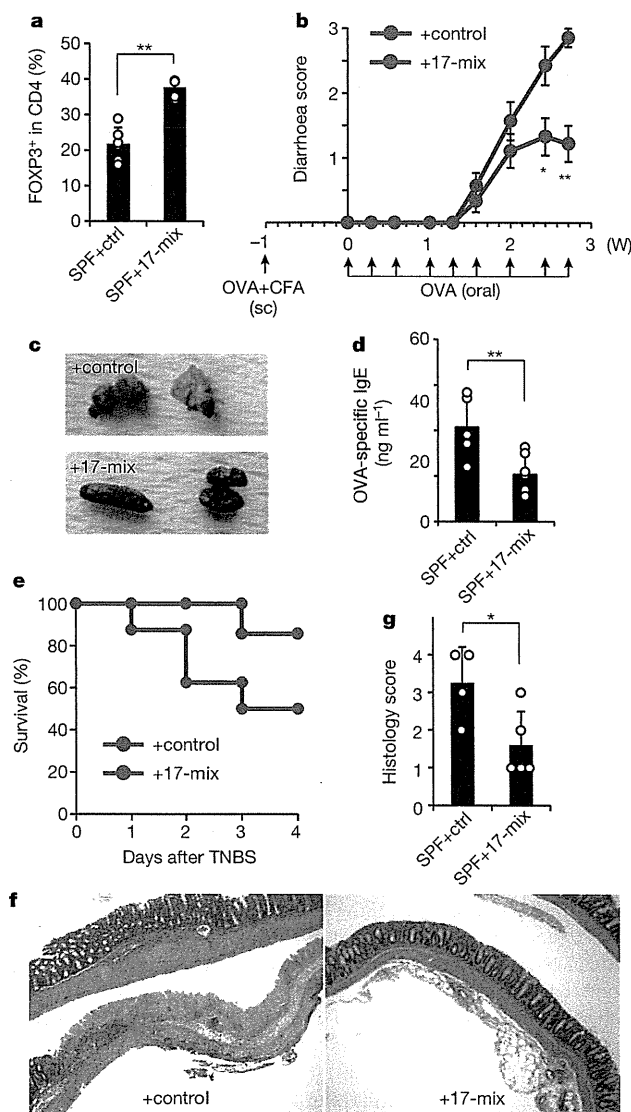 a
**
FOXP3+ in CD4 (%)
50
40
30
20
10
0
SPF+ctrl
SPF+17-mix
b
+control
+17-mix
Diarrhoea score
3
2
1
0
*
**
−1
0
1
2
3
(W)
OVA+CFA
(sc)
OVA (oral)
c
+control
+17-mix
d
**
OVA-specific IgE
(ng ml−1)
60
40
20
0
SPF+ctrl
SPF+17-mix
e
Survival (%)
100
80
60
40
20
0
+control
+17-mix
0
1
2
3
4
Days after TNBS
g
*
Histology score
4
3
2
1
0
SPF+ctrl
SPF+17-mix
f
+control
+17-mix